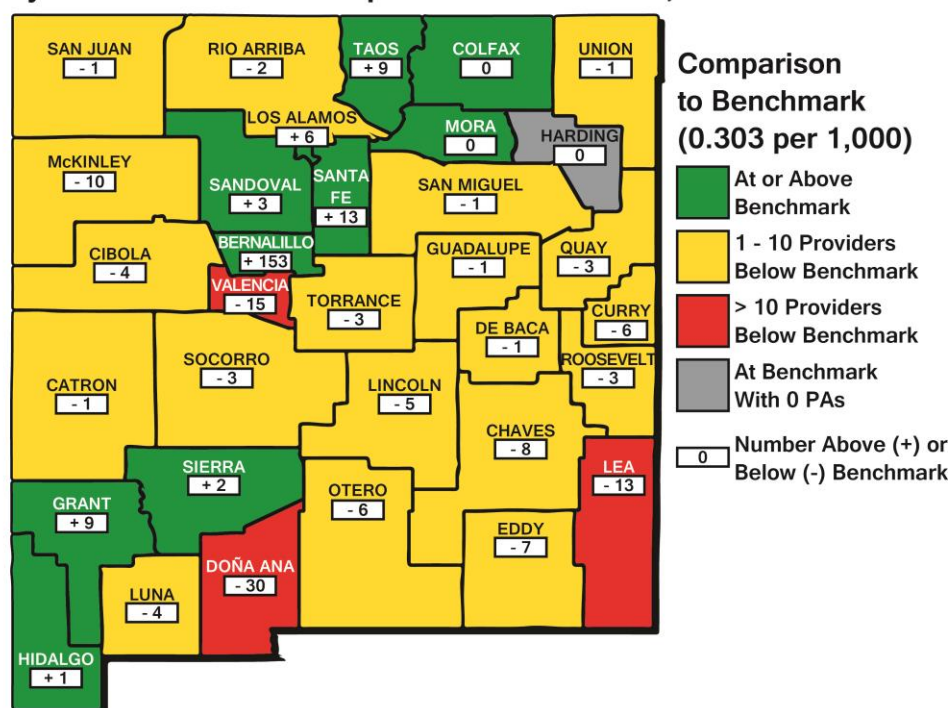 SAN JUAN
- 1
RIO ARRIBA
- 2
TAOS
+ 9
COLFAX
0
UNION
- 1
LOS ALAMOS
+ 6
MORA
0
HARDING
0
McKINLEY
- 10
SANDOVAL
+ 3
SANTA
FE
+ 13
SAN MIGUEL
- 1
CIBOLA
- 4
BERNALILLO
+ 153
VALENCIA
- 15
TORRANCE
- 3
GUADALUPE
- 1
QUAY
- 3
CURRY
- 6
DE BACA
- 1
ROOSEVELT
- 3
CATRON
- 1
SOCORRO
- 3
LINCOLN
- 5
CHAVES
- 8
LEA
- 13
SIERRA
+ 2
GRANT
+ 9
OTERO
- 6
EDDY
- 7
DOÑA ANA
- 30
LUNA
- 4
HIDALGO
+ 1
Comparison
to Benchmark
(0.303 per 1,000)
At or Above
Benchmark
1 - 10 Providers
Below Benchmark
> 10 Providers
Below Benchmark
At Benchmark
With 0 PAs
0
Number Above (+) or
Below (-) Benchmark